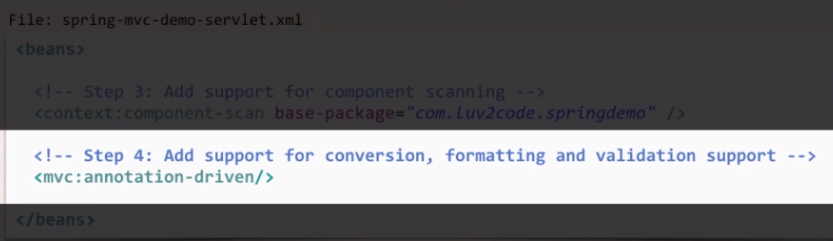 File: spring-mvc-demo-servlet.xml
<beans>
<!-- Step 3: Add support for component scanning -->
<context:component-scan base-package="com.luv2code.springdemo" />
<!-- Step 4: Add support for conversion, formatting and validation support -->
<mvc:annotation-driven/>
</beans>